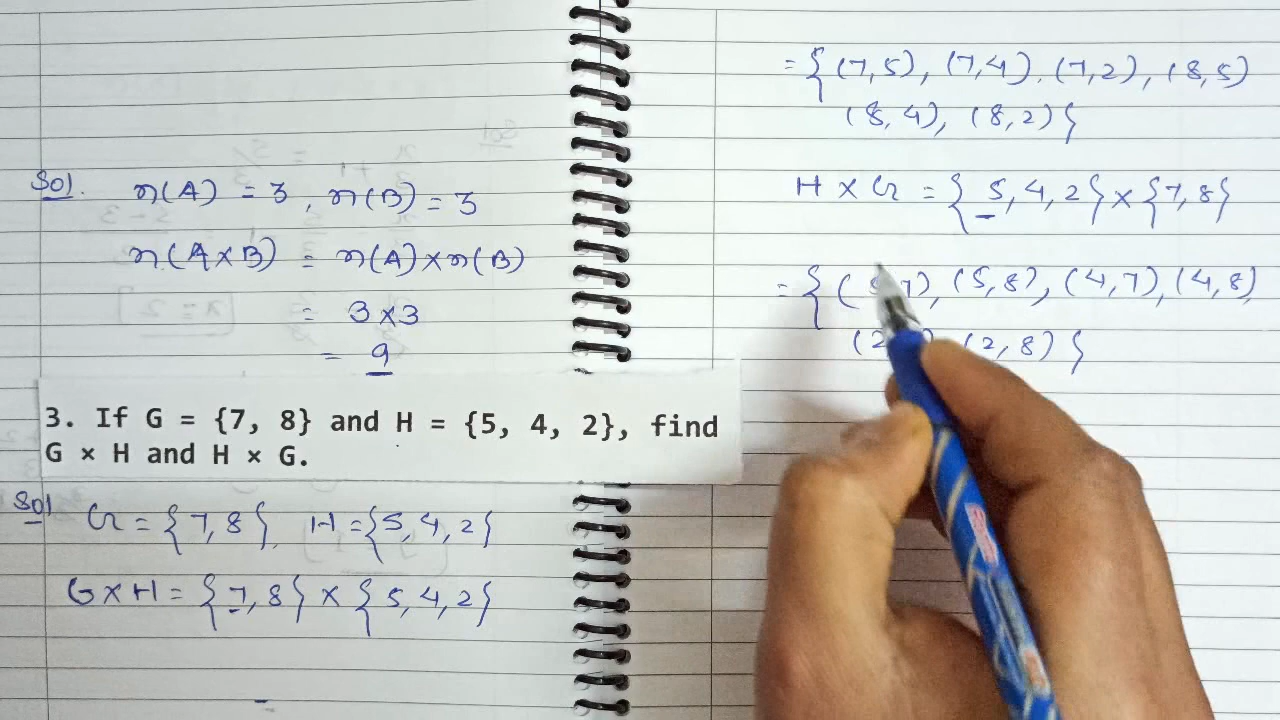 Sol. n(A) = 3, n(B) = 3
n(A×B) = n(A)×n(B)
= 3×3
= 9
3. If G = {7, 8} and H = {5, 4, 2}, find
G × H and H × G.
Sol G = {7,8}, H = {5,4,2}
G×H = {7,8} × {5,4,2}
= {(7,5), (7,4), (7,2), (8,5)
(8,4), (8,2)}
H × G = {5,4,2} × {7,8}
= {( 7), (5,8), (4,7), (4,8),
(2 ), (2,8)}